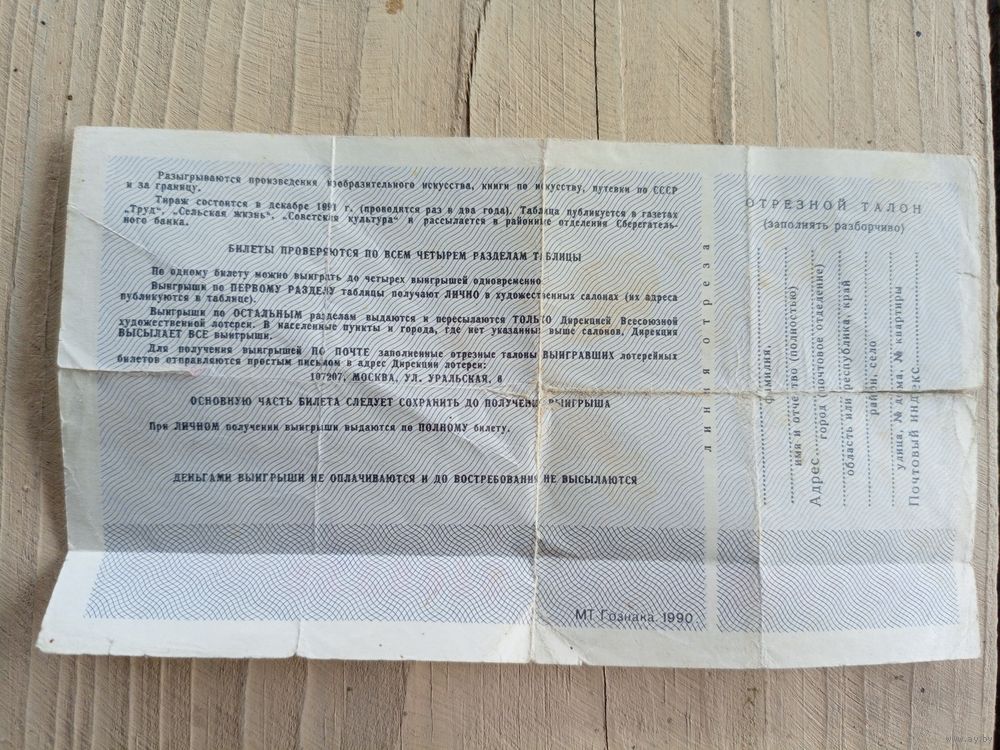 Разыгрываются произведения изобразительного искусства, книги по искусству, путевки по СССР
и за границу.
Тираж состоится в декабре 1991 г. (проводится раз в два года). Таблица публикуется в газетах
„Труд“, „Сельская жизнь“, „Советская культура“ и рассылается в районные отделения Сберегатель-
ного банка.
БИЛЕТЫ ПРОВЕРЯЮТСЯ ПО ВСЕМ ЧЕТЫРЕМ РАЗДЕЛАМ ТАБЛИЦЫ
По одному билету можно выиграть до четырех выигрышей одновременно.
Выигрыши по ПЕРВОМУ РАЗДЕЛУ таблицы получают ЛИЧНО в художественных салонах (их адреса
публикуются в таблице).
Выигрыши по ОСТАЛЬНЫМ разделам выдаются и пересылаются ТОЛЬКО Дирекцией Всесоюзной
художественной лотереи. В населенные пункты и города, где нет указанных выше салонов, Дирекция
ВЫСЫЛАЕТ ВСЕ выигрыши.
Для получения выигрышей ПО ПОЧТЕ заполненные отрезные талоны ВЫИГРАВШИХ лотерейных
билетов отправляются простым письмом в адрес Дирекции лотереи:
107207, МОСКВА, УЛ. УРАЛЬСКАЯ, 6
ОСНОВНУЮ ЧАСТЬ БИЛЕТА СЛЕДУЕТ СОХРАНИТЬ ДО ПОЛУЧЕНИЯ ВЫИГРЫША
При ЛИЧНОМ получении выигрыши выдаются по ПОЛНОМУ билету.
ДЕНЬГАМИ ВЫИГРЫШИ НЕ ОПЛАЧИВАЮТСЯ И ДО ВОСТРЕБОВАНИЯ НЕ ВЫСЫЛАЮТСЯ
МТ Гознака. 1990
линия отреза
ОТРЕЗНОЙ ТАЛОН
(заполнять разборчиво)
фамилия,
имя и отчество (полностью)
Адрес
город (почтовое отделение)
область или республика, край
район, село
улица, № дома, № квартиры
Почтовый индекс
www.ay.by